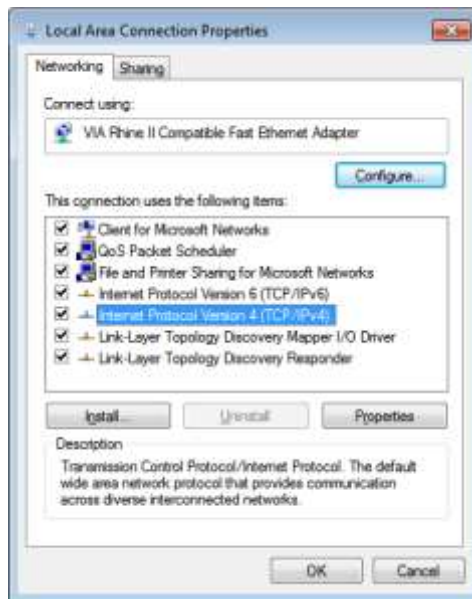 Local Area Connection Properties
Networking
Sharing
Connect using:
VIA Rhine II Compatible Fast Ethernet Adapter
Configure...
This connection uses the following items:
Client for Microsoft Networks
QoS Packet Scheduler
File and Printer Sharing for Microsoft Networks
Internet Protocol Version 6 (TCP/IPv6)
Internet Protocol Version 4 (TCP/IPv4)
Link-Layer Topology Discovery Mapper I/O Driver
Link-Layer Topology Discovery Responder
Install...
Uninstall
Properties
Description
Transmission Control Protocol/Internet Protocol. The default
wide area network protocol that provides communication
across diverse interconnected networks.
OK
Cancel